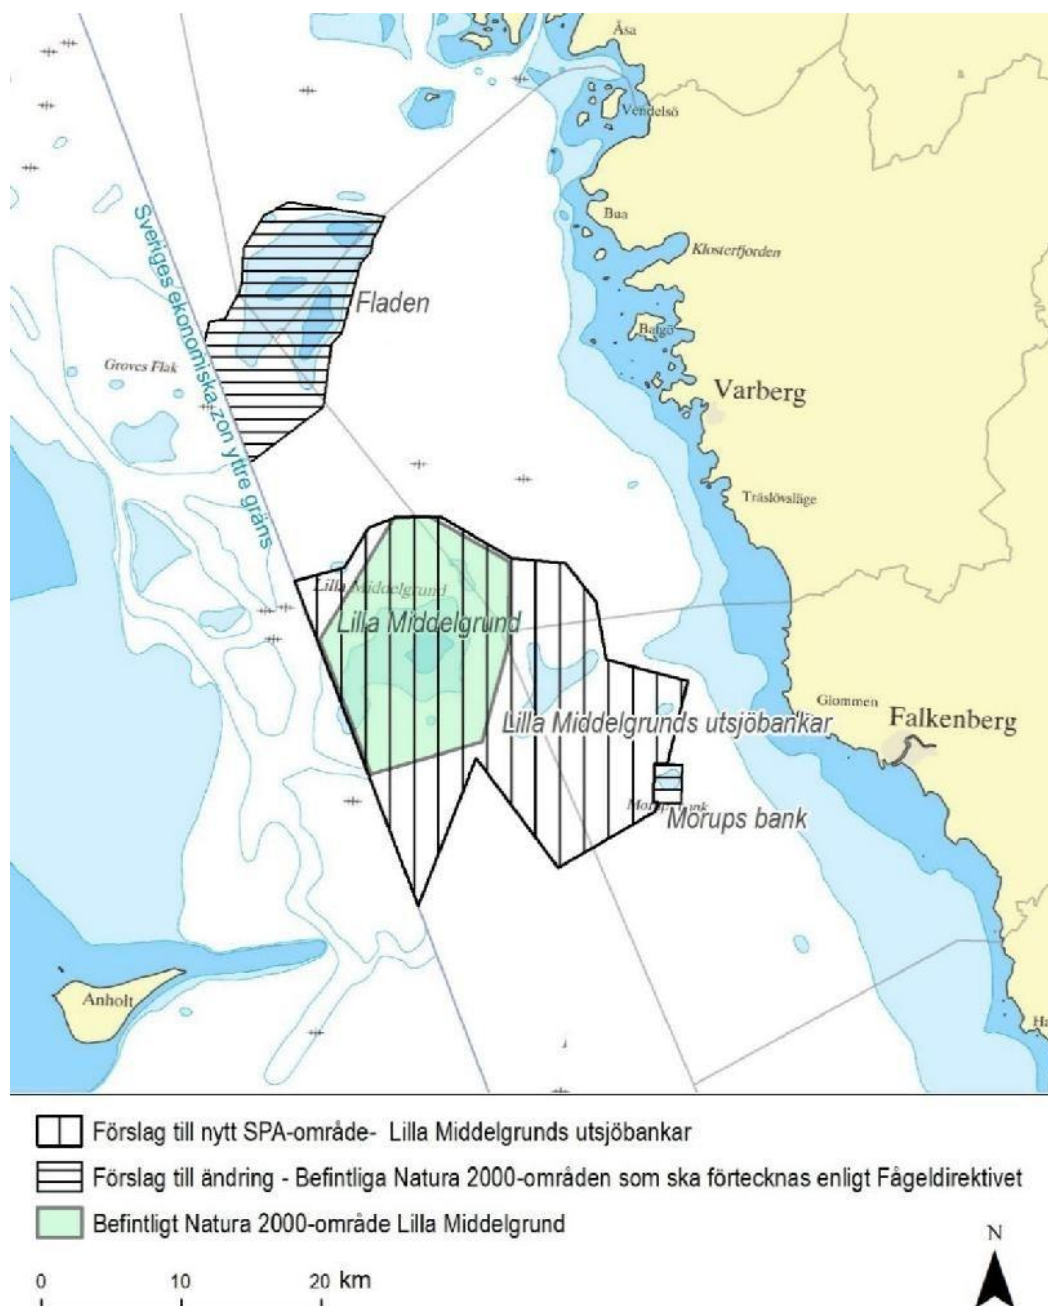 Åsa
Vendelsö
Bua
Klosterfjorden
Sveriges ekonomiska zon yttre gräns
Fladen
Balgö
Groves Flak
Varberg
Träslövsläge
Lilla Middelgrund
Lilla Middelgrund
Glommen
Falkenberg
Lilla Middelgrunds utsjöbankar
Morups bank
Anholt
Ha
Förslag till nytt SPA-område- Lilla Middelgrunds utsjöbankar
Förslag till ändring - Befintliga Natura 2000-områden som ska förtecknas enligt Fågeldirektivet
Befintligt Natura 2000-område Lilla Middelgrund
N
0 10 20 km